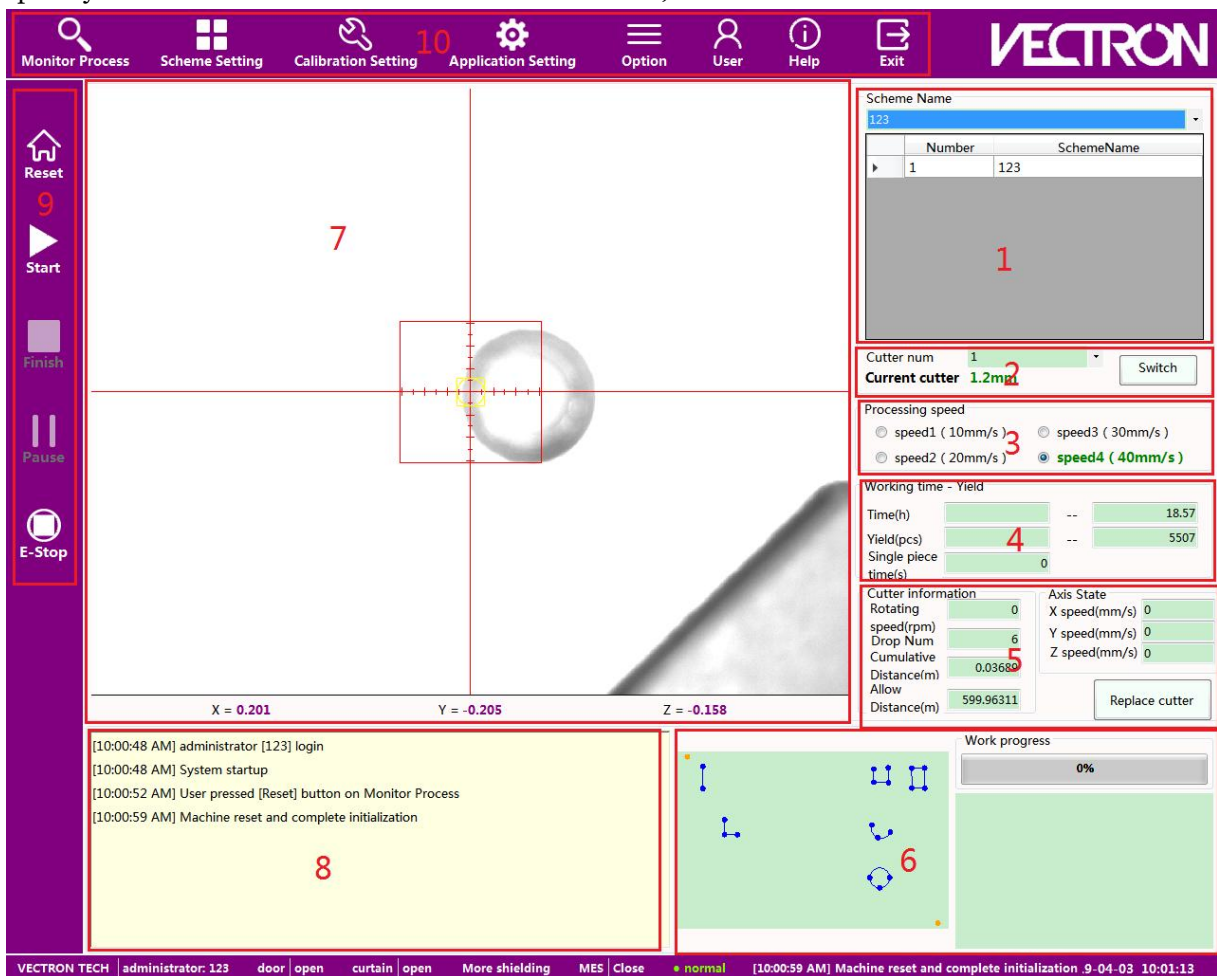 Monitor Process
Scheme Setting
Calibration Setting
10
Application Setting
Option
User
Help
Exit
VECTRON
Reset
9
Start
Finish
Pause
E-Stop
7
X = 0.201
Y = -0.205
Z = -0.158
Scheme Name
123
Number SchemeName
1 123
1
Cutter num 1
2
Switch
Current cutter 1.2mm
Processing speed
speed1 ( 10mm/s )
speed3 ( 30mm/s )
3
speed2 ( 20mm/s )
speed4 ( 40mm/s )
Working time - Yield
Time(h) -- 18.57
Yield(pcs) -- 5507
4
Single piece
time(s) 0
Cutter information
Rotating
speed(rpm) 0
Drop Num 6
Cumulative
Distance(m) 0.03689
Allow
Distance(m) 599.96311
5
Axis State
X speed(mm/s) 0
Y speed(mm/s) 0
Z speed(mm/s) 0
Replace cutter
[10:00:48 AM] administrator [123] login
[10:00:48 AM] System startup
[10:00:52 AM] User pressed [Reset] button on Monitor Process
[10:00:59 AM] Machine reset and complete initialization
8
6
Work progress
0%
VECTRON TECH administrator: 123 door open curtain open More shielding MES Close normal [10:00:59 AM] Machine reset and complete initialization .9-04-03 10:01:13